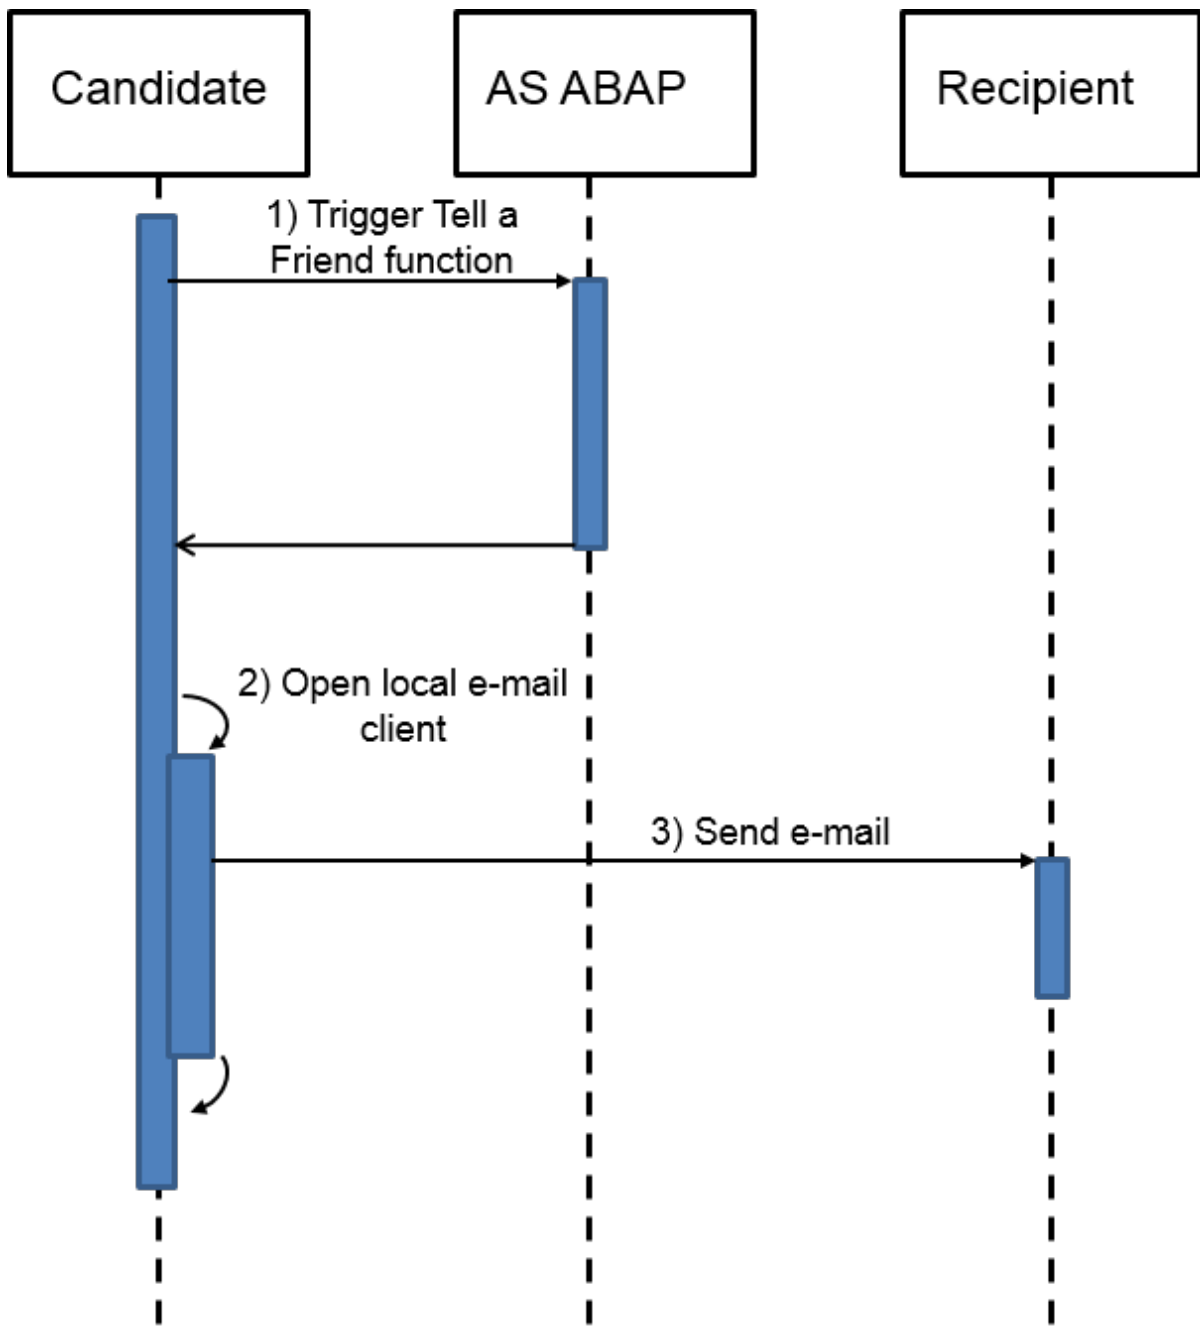 Candidate
AS ABAP
Recipient
1) Trigger Tell a
Friend function
2) Open local e-mail
client
3) Send e-mail